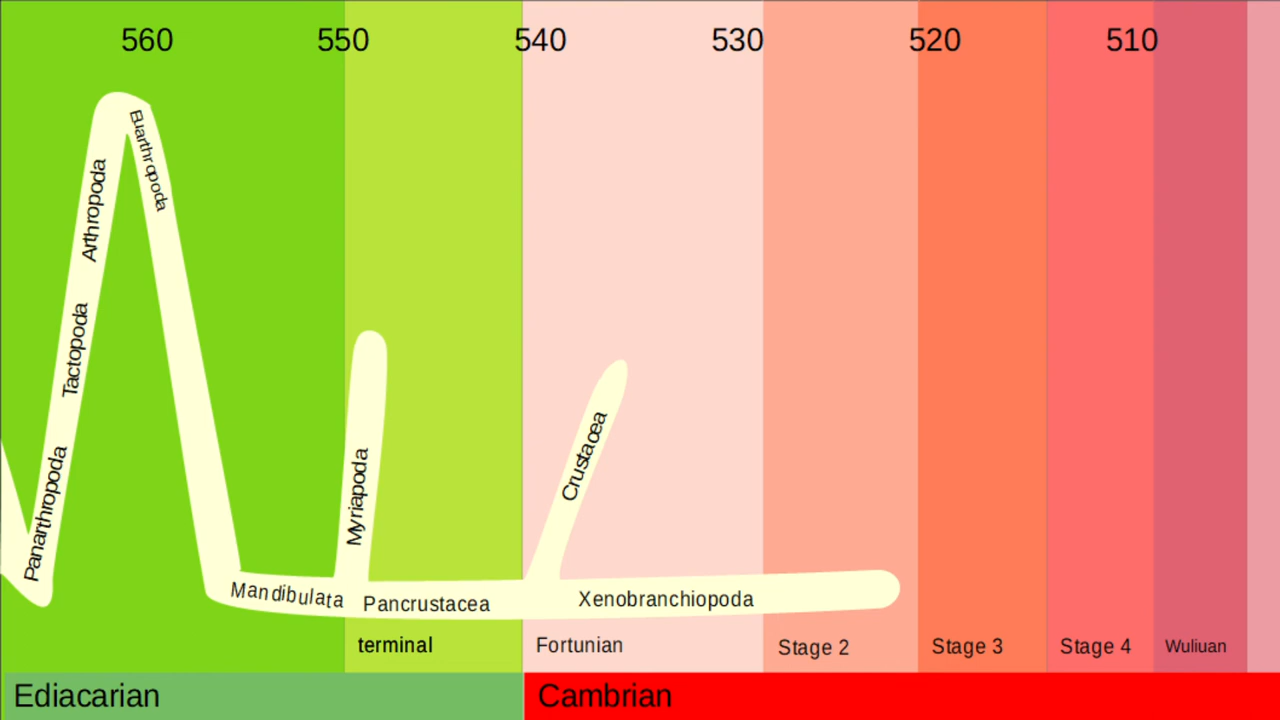 560
550
540
530
520
510
Panarthropoda
Tactopoda
Arthropoda
Euarthropoda
Mandibulata
Myriapoda
Pancrustacea
Crustacea
Xenobranchiopoda
terminal
Fortunian
Stage 2
Stage 3
Stage 4
Wuliuan
Ediacarian
Cambrian